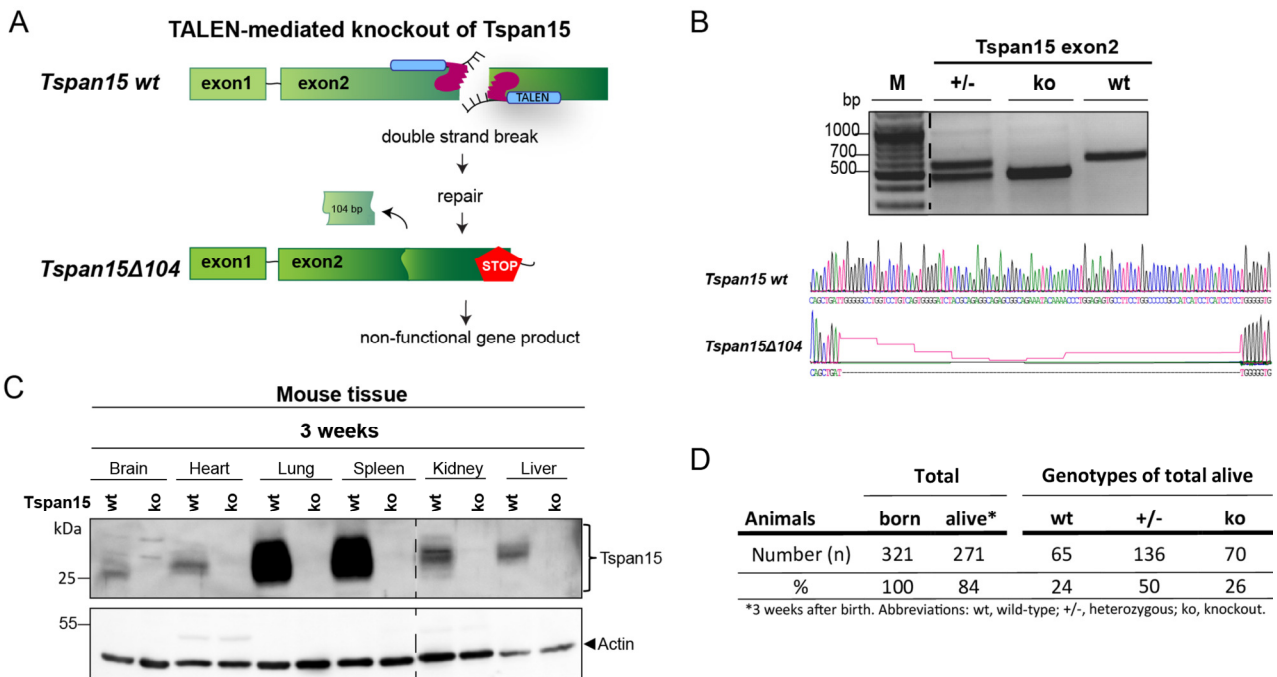 A
TALEN-mediated knockout of Tspan15
Tspan15 wt
exon1
exon2
TALEN
double strand break
repair
104 bp
Tspan15Δ104
exon1
exon2
STOP
non-functional gene product
B
Tspan15 exon2
M +/- ko wt
bp
1000
700
500
Tspan15 wt
Tspan15Δ104
CAGCTGAT
TGGGGGTG
C
Mouse tissue
3 weeks
Brain Heart Lung Spleen Kidney Liver
Tspan15 wt ko wt ko wt ko wt ko wt ko wt ko
kDa
25
Tspan15
55
Actin
D
Total Genotypes of total alive
Animals born alive* wt +/- ko
Number (n) 321 271 65 136 70
% 100 84 24 50 26
*3 weeks after birth. Abbreviations: wt, wild-type; +/-, heterozygous; ko, knockout.